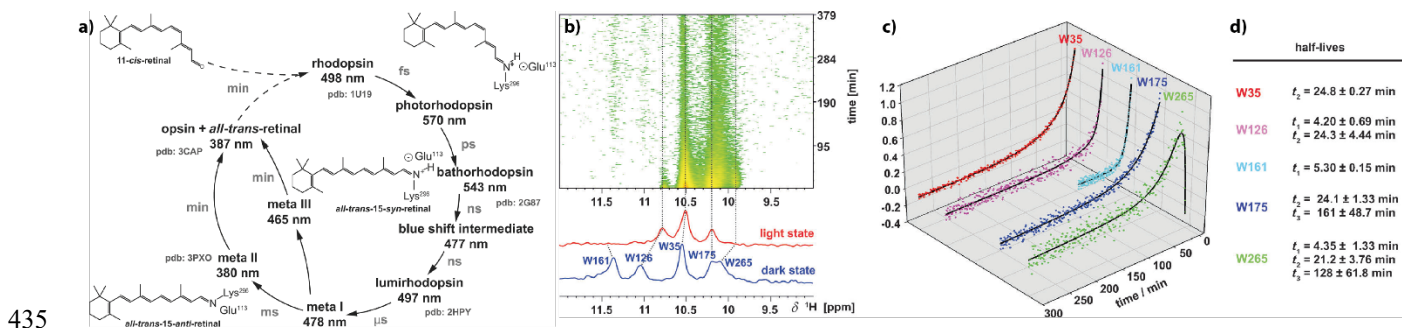 435
a)
11-cis-retinal
rhodopsin
498 nm
pdb: 1U19
H
N
⊖Glu113
Lys296
fs
photorhodopsin
570 nm
ps
⊖Glu113
N
H
Lys296
all-trans-15-syn-retinal
bathorhodopsin
543 nm
pdb: 2G87
ns
blue shift intermediate
477 nm
ns
lumirhodopsin
497 nm
pdb: 2HPY
µs
meta I
478 nm
ms
meta II
380 nm
pdb: 3PXO
N
Lys296
Glu113
all-trans-15-anti-retinal
meta III
465 nm
min
min
opsin + all-trans-retinal
387 nm
pdb: 3CAP
min
b)
379
284
190
95
time [min]
11.5 11.0 10.5 10.0 9.5
light state
W161 W126 W35 W175 W265
dark state
11.5 11.0 10.5 10.0 δ 1H [ppm]
c)
W35
W126
W161
W175
W265
1.2
1.0
0.8
0.6
0.4
0.2
0.0
-0.2
-0.4
300 250 200 150 100 50 0
time / min
d)
half-lives
W35 t2 = 24.8 ± 0.27 min
W126 t1 = 4.20 ± 0.69 min
t2 = 24.3 ± 4.44 min
W161 t1 = 5.30 ± 0.15 min
W175 t2 = 24.1 ± 1.33 min
t3 = 161 ± 48.7 min
W265 t1 = 4.35 ± 1.33 min
t2 = 21.2 ± 3.76 min
t3 = 128 ± 61.8 min